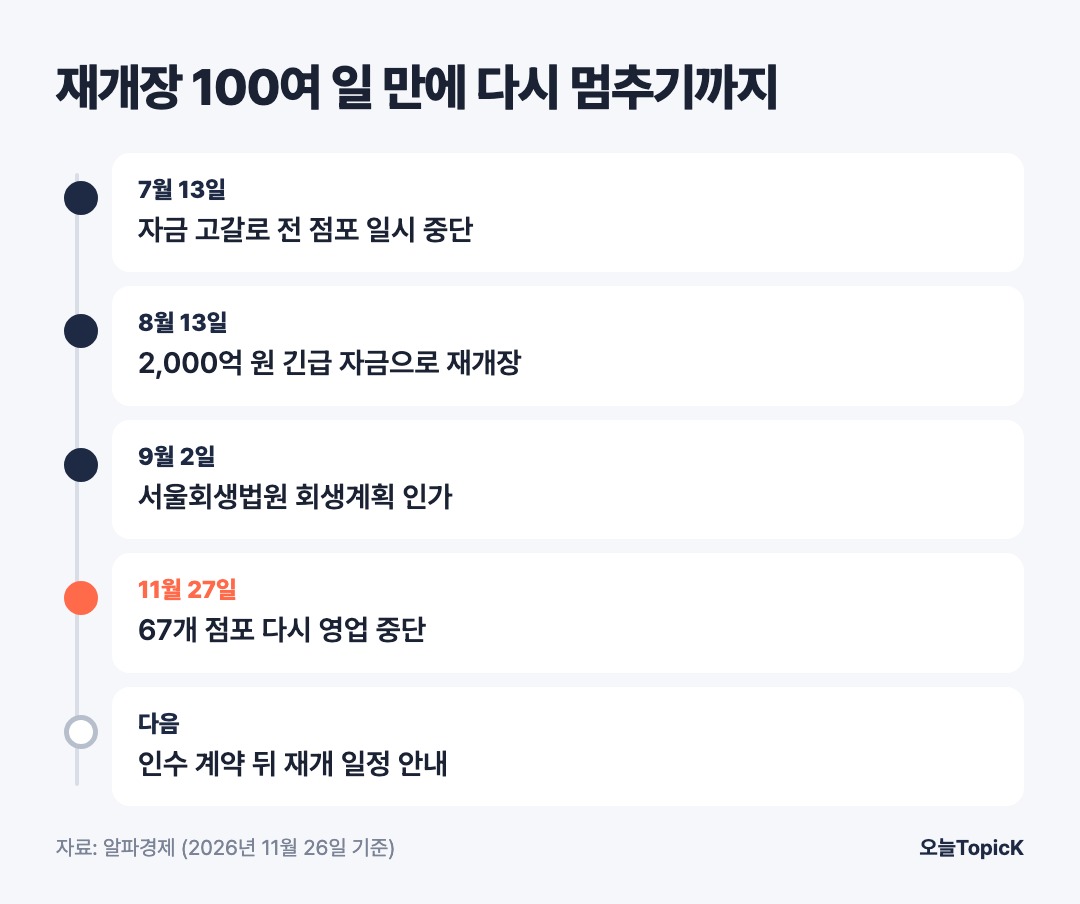 재개장 100여 일 만에 다시 멈추기까지
7월 13일
자금 고갈로 전 점포 일시 중단
8월 13일
2,000억 원 긴급 자금으로 재개장
9월 2일
서울회생법원 회생계획 인가
11월 27일
67개 점포 다시 영업 중단
다음
인수 계약 뒤 재개 일정 안내
자료: 알파경제 (2026년 11월 26일 기준)
오늘TopicK